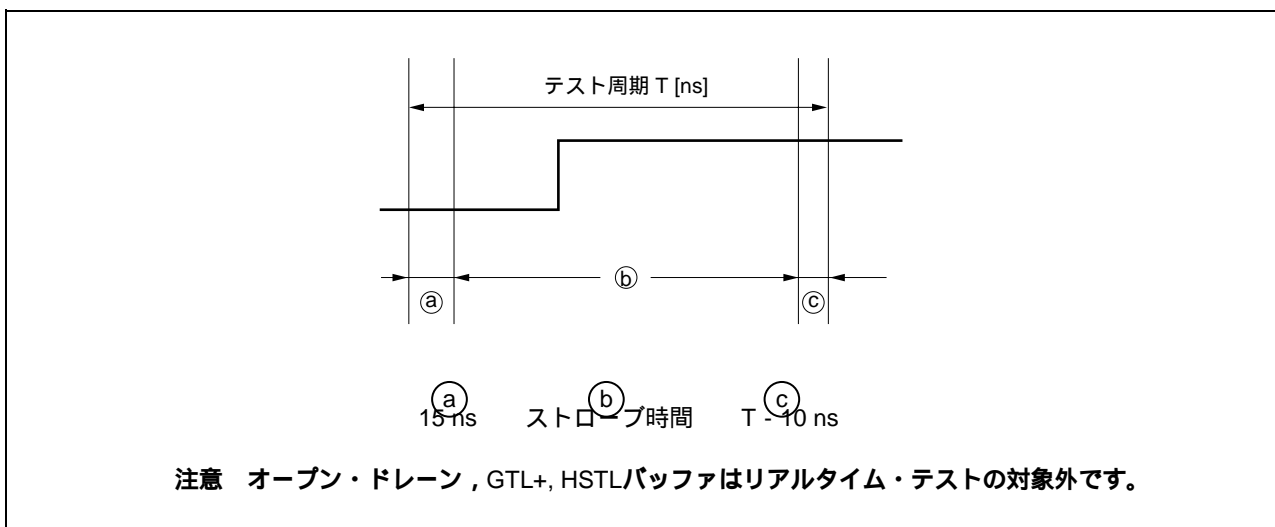 テスト周期 T [ns]
ⓐ ⓑ ⓒ
ⓐ ⓑ ⓒ
15 ns ストローブ時間 T - 10 ns
注意 オープン・ドレーン , GTL+, HSTLバッファはリアルタイム・テストの対象外です。